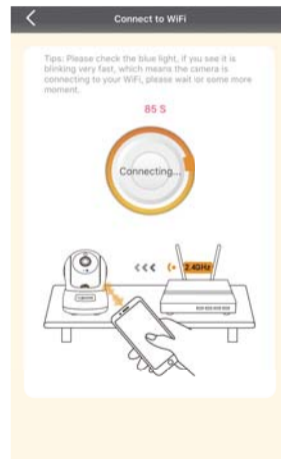 Connect to WiFi
Tips: Please check the blue light, if you see it is
blinking very fast, which means the camera is
connecting to your WiFi, please wait for some more
moment.
85 S
Connecting...
2.4GHz